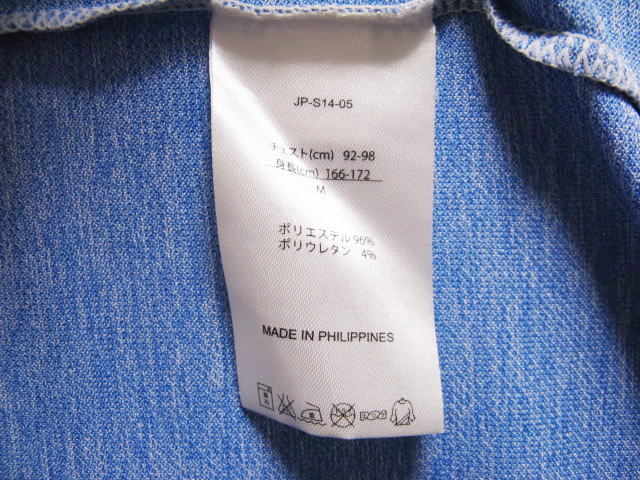 JP-S14-05
チェスト(cm) 92-98
身長(cm) 166-172
M
ポリエステル 96%
ポリウレタン 4%
MADE IN PHILIPPINES